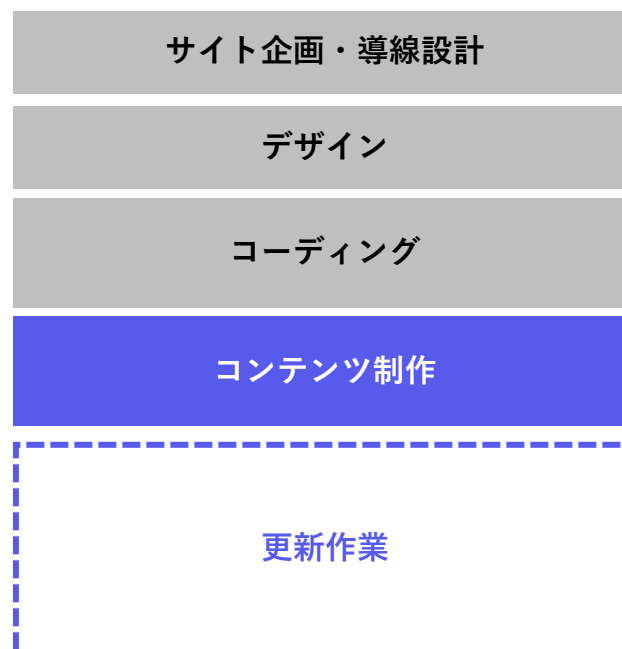 サイト企画・導線設計
デザイン
コーディング
コンテンツ制作
更新作業